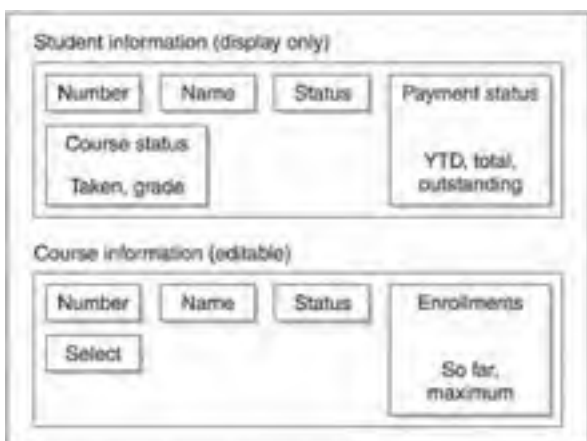 Student information (display only)
Number
Name
Status
Payment status
YTD, total,
outstanding
Course status
Taken, grade
Course information (editable)
Number
Name
Status
Enrollments
So far,
maximum
Select